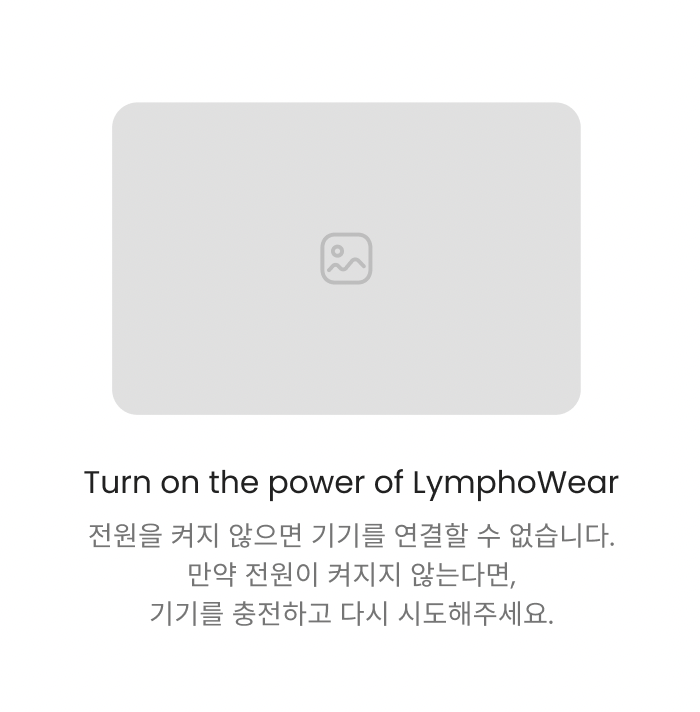 Turn on the power of LymphoWear
전원을 켜지 않으면 기기를 연결할 수 없습니다.
만약 전원이 켜지지 않는다면,
기기를 충전하고 다시 시도해주세요.